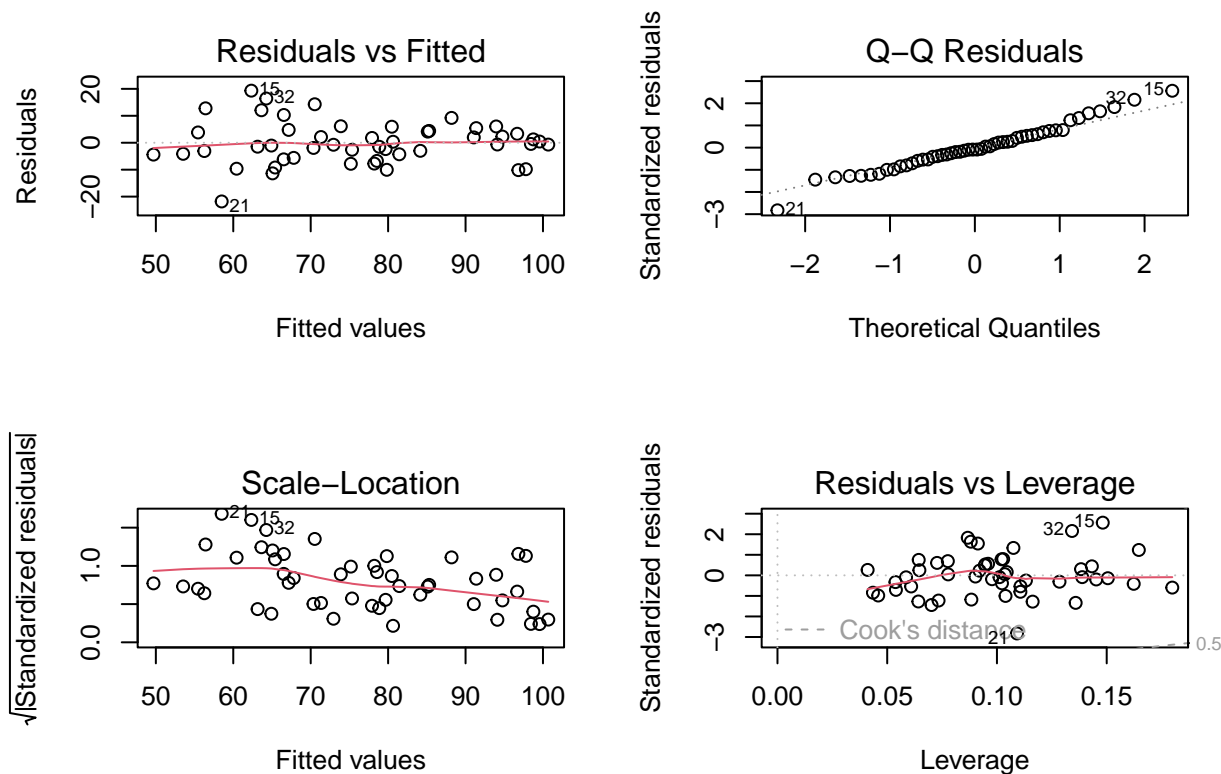 Residuals vs Fitted
Residuals
20
0
−20
15
32
21
50 60 70 80 90 100
Fitted values
Q−Q Residuals
Standardized residuals
2
0
−3
32
15
21
−2 −1 0 1 2
Theoretical Quantiles
Scale−Location
√|Standardized residuals|
1.0
0.0
21
15
32
50 60 70 80 90 100
Fitted values
Residuals vs Leverage
Standardized residuals
2
0
−3
32
15
21
Cook's distance
0.5
0.00 0.05 0.10 0.15
Leverage